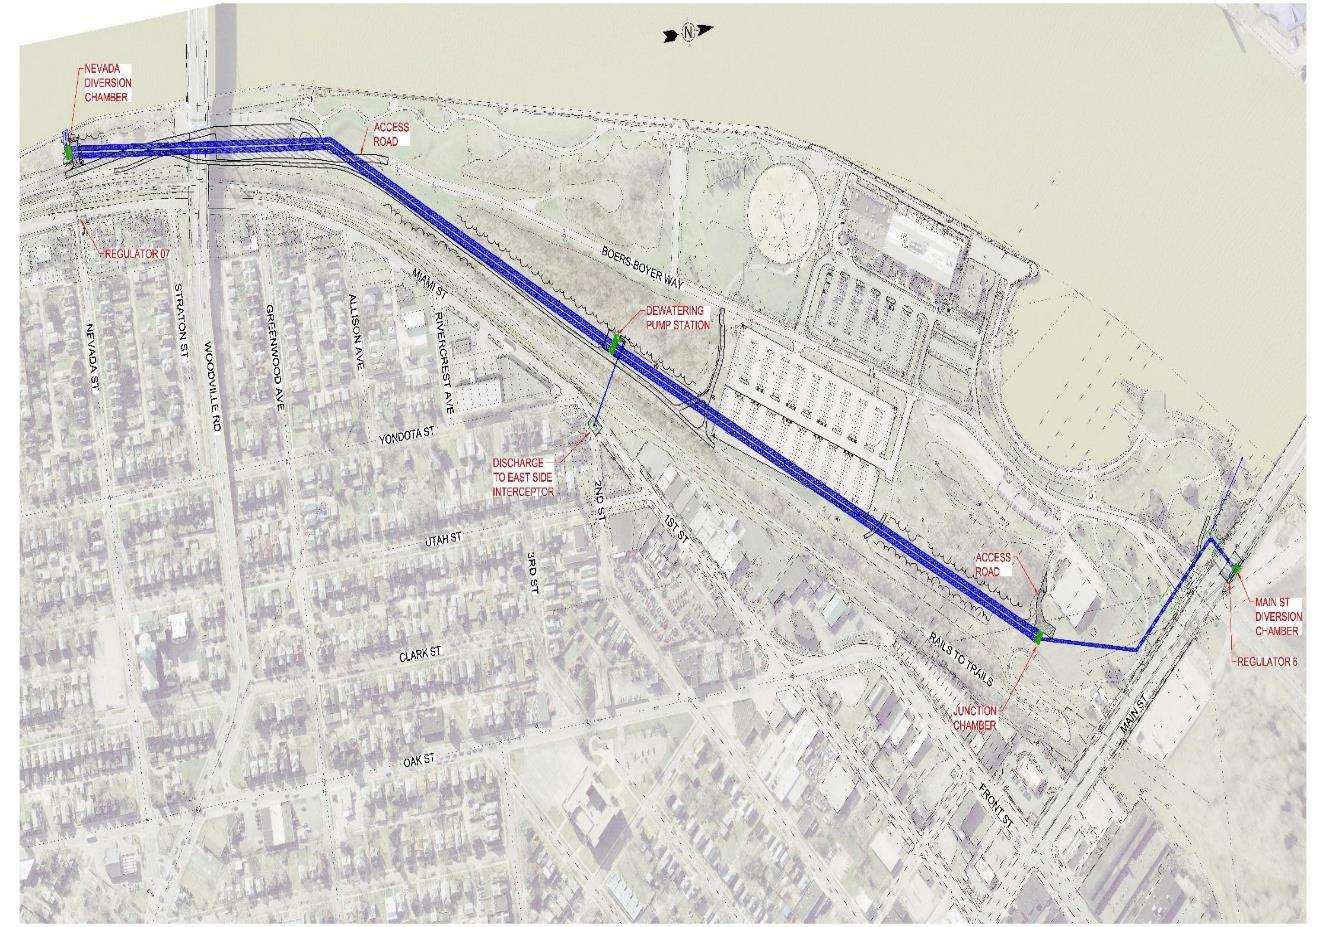 N
NEVADA
DIVERSION
CHAMBER
ACCESS
ROAD
REGULATOR 07
BOERS-BOYER WAY
MIAMI ST
DEWATERING
PUMP STATION
NEVADA ST
STRATON ST
WOODVILLE RD
GREENWOOD AVE
ALLISON AVE
RIVERCREST AVE
YONDOTA ST
DISCHARGE
TO EAST SIDE
INTERCEPTOR
2ND ST
1ST ST
UTAH ST
3RD ST
ACCESS
ROAD
MAIN ST
DIVERSION
CHAMBER
REGULATOR 6
CLARK ST
RAILS TO TRAILS
JUNCTION
CHAMBER
MAIN ST
OAK ST
FRONT ST